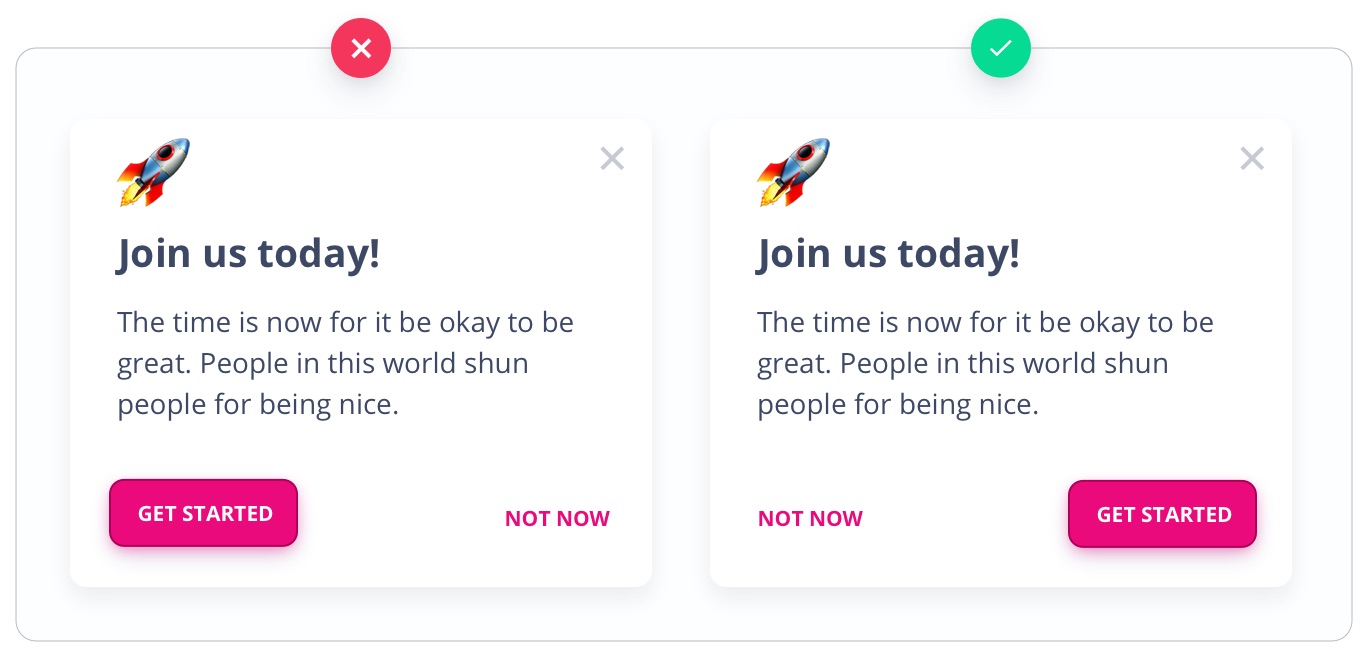 Join us today!
The time is now for it be okay to be
great. People in this world shun
people for being nice.
GET STARTED
NOT NOW
Join us today!
The time is now for it be okay to be
great. People in this world shun
people for being nice.
NOT NOW
GET STARTED